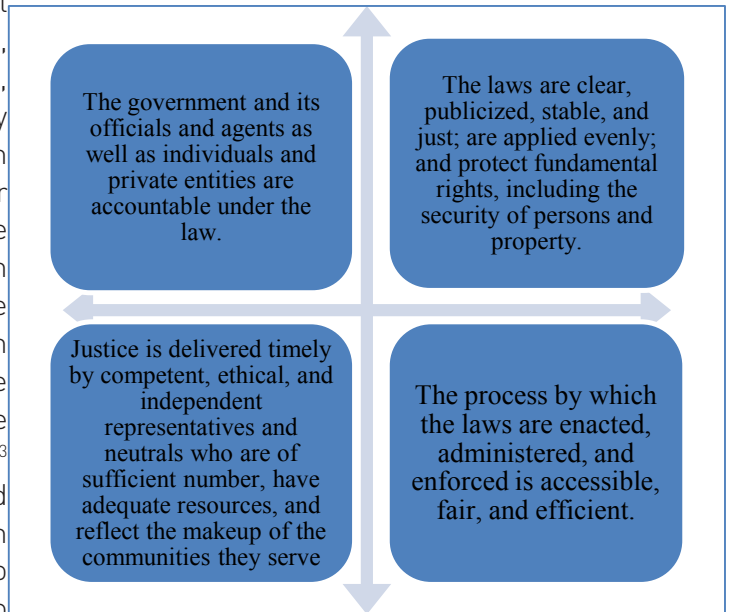 The government and its
officials and agents as
well as individuals and
private entities are
accountable under the
law.
The laws are clear,
publicized, stable, and
just; are applied evenly;
and protect fundamental
rights, including the
security of persons and
property.
Justice is delivered timely
by competent, ethical, and
independent
representatives and
neutrals who are of
sufficient number, have
adequate resources, and
reflect the makeup of the
communities they serve
The process by which
the laws are enacted,
administered, and
enforced is accessible,
fair, and efficient.